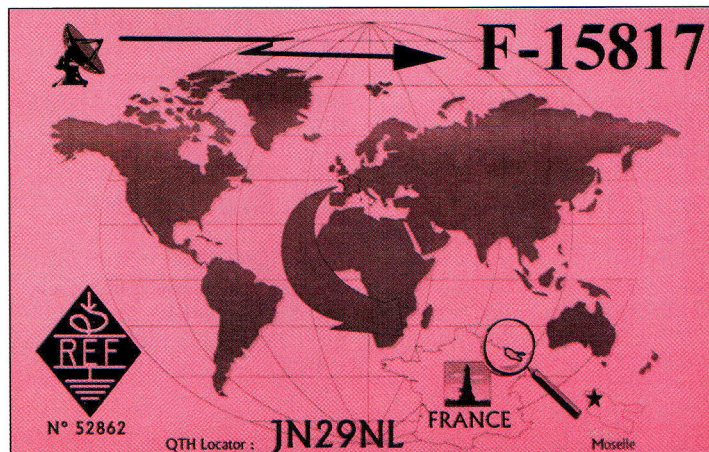 F-15817
REF
N° 52862
QTH Locator : JN29NL
FRANCE
Moselle